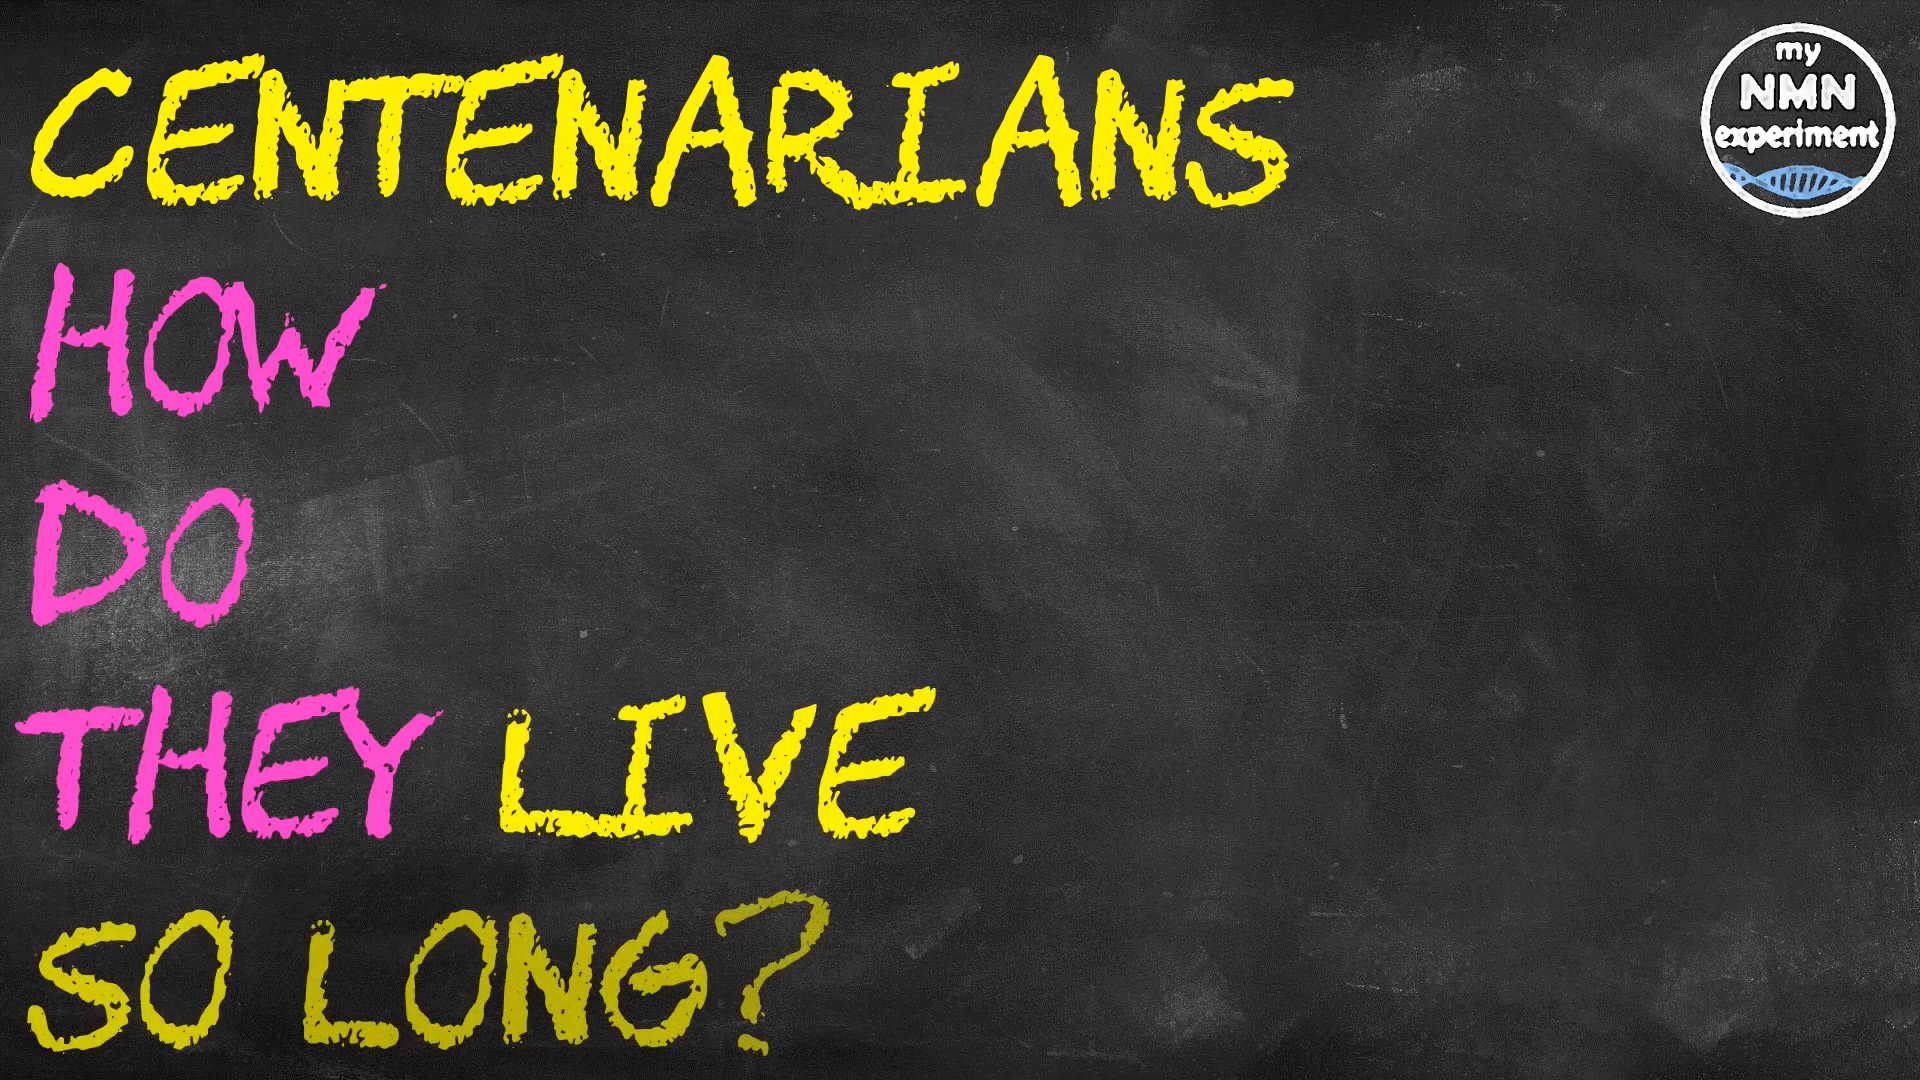 CENTENARIANS
HOW
DO
THEY LIVE
SO LONG?
my
NMN
experiment